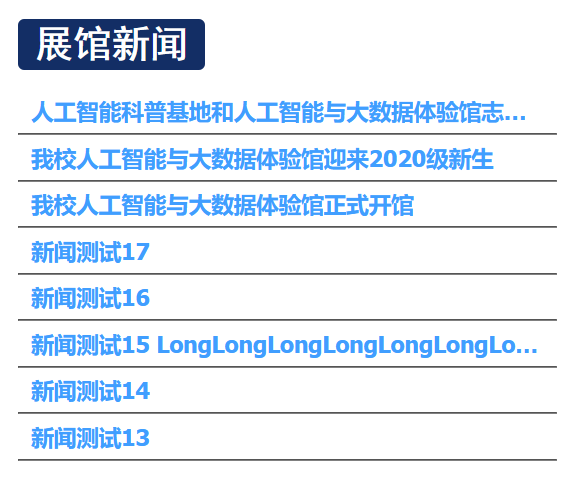 展馆新闻
人工智能科普基地和人工智能与大数据体验馆志...
我校人工智能与大数据体验馆迎来2020级新生
我校人工智能与大数据体验馆正式开馆
新闻测试17
新闻测试16
新闻测试15 LongLongLongLongLongLongLo...
新闻测试14
新闻测试13